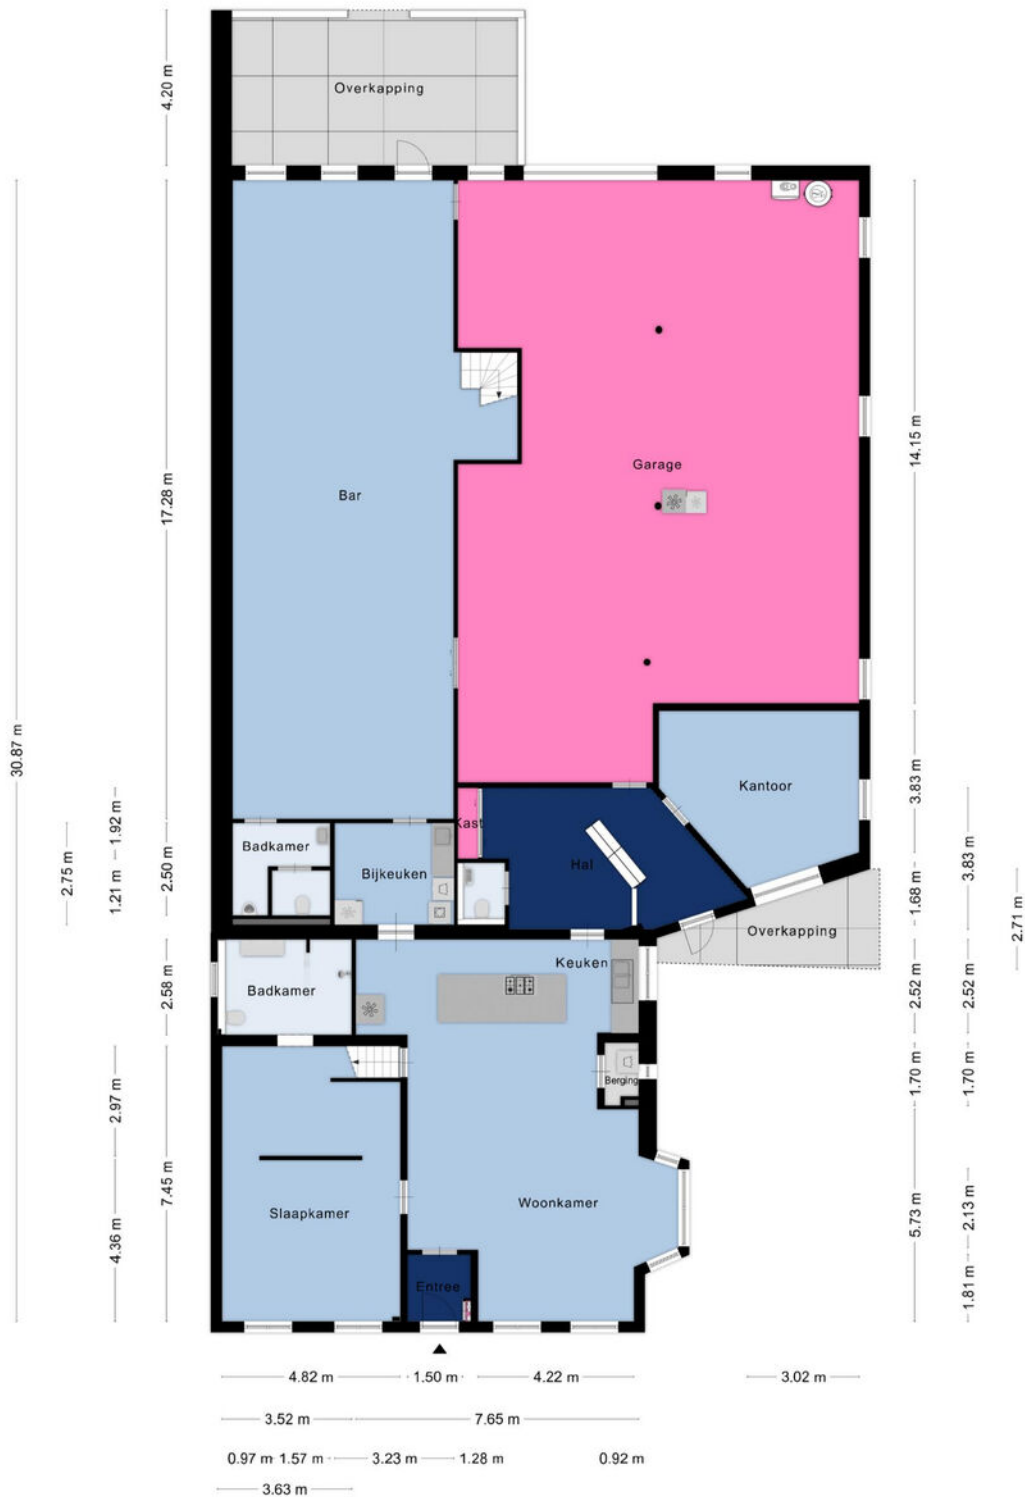 Overkapping
4.20 m
Garage
14.15 m
Bar
17.28 m
30.87 m
Kantoor
3.83 m
Kast
1.92 m
Badkamer
Hal
2.75 m
2.50 m
3.83 m
Bijkeuken
1.21 m
1.68 m
Overkapping
2.71 m
Keuken
Badkamer
2.58 m
2.52 m
2.52 m
Berging
1.70 m
1.70 m
2.97 m
7.45 m
Woonkamer
Slaapkamer
5.73 m
2.13 m
4.36 m
Entree
1.81 m
4.82 m
1.50 m
4.22 m
3.02 m
3.52 m
7.65 m
0.97 m
1.57 m
3.23 m
1.28 m
0.92 m
3.63 m